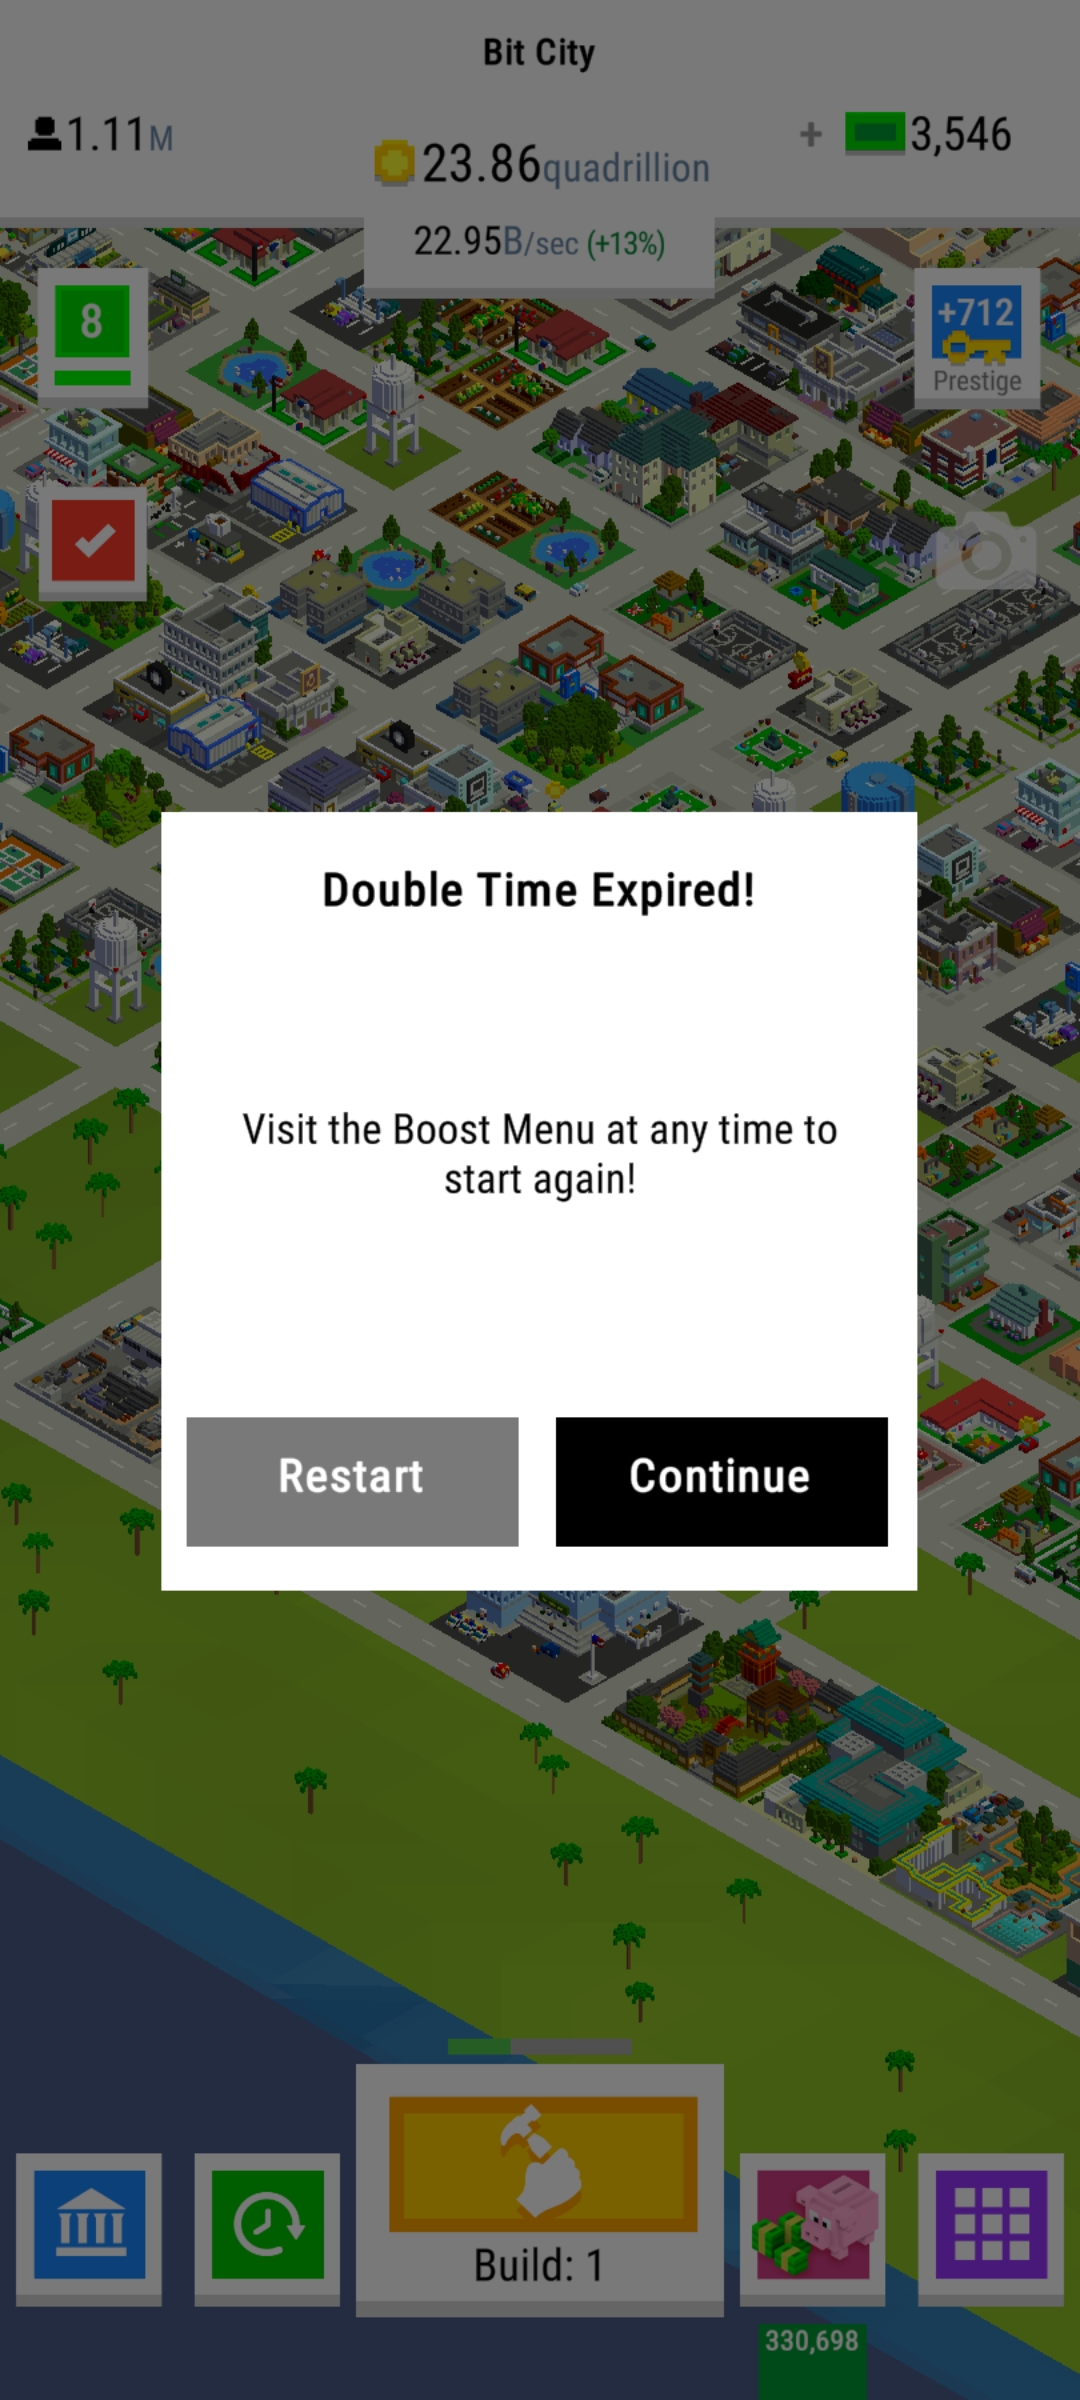 Bit City
1.11M
23.86quadrillion
+ 3,546
22.95B/sec (+13%)
8
+712
Prestige
Double Time Expired!
Visit the Boost Menu at any time to
start again!
Restart
Continue
Build: 1
330,698